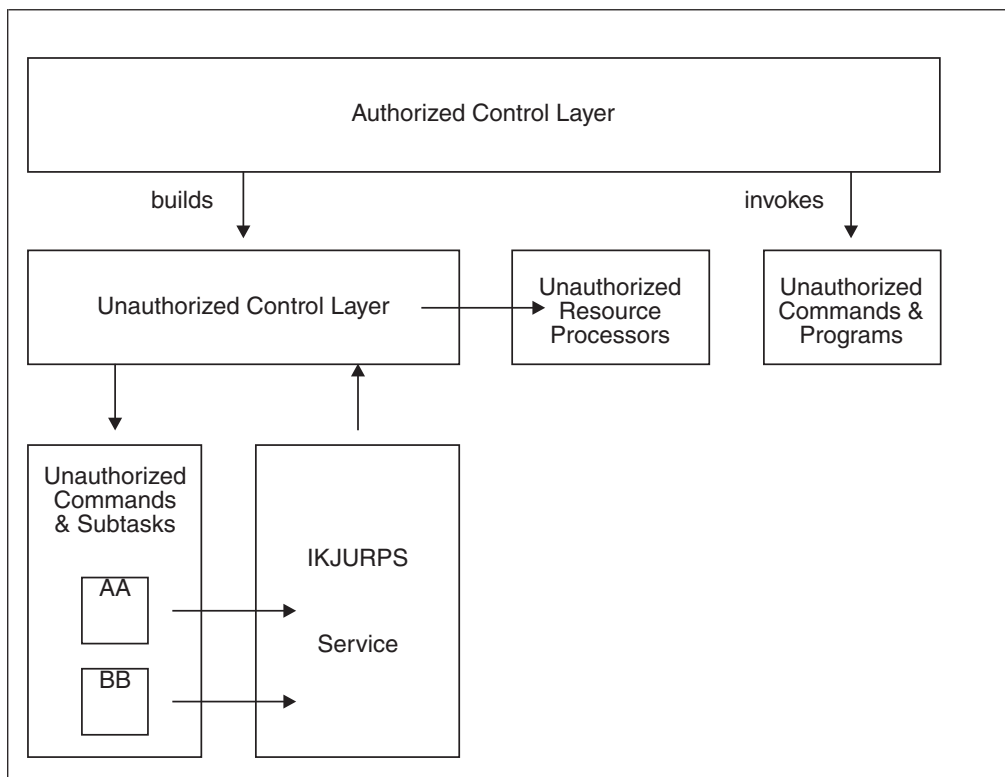 Authorized Control Layer
builds
invokes
Unauthorized Control Layer
Unauthorized
Resource
Processors
Unauthorized
Commands &
Programs
Unauthorized
Commands
& Subtasks
AA
BB
IKJURPS
Service